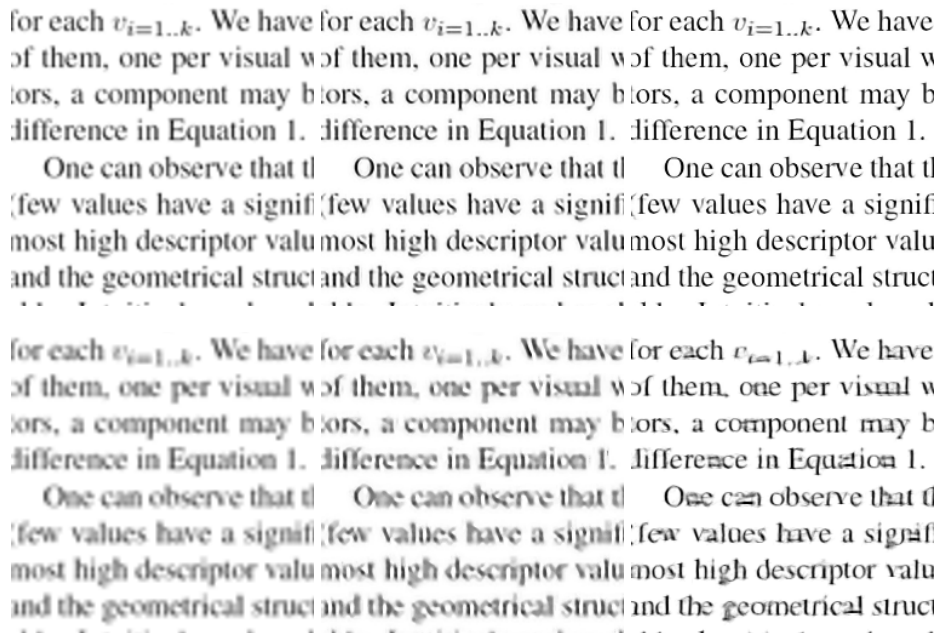 for each v_{i=1..k}. We have
of them, one per visual w
tors, a component may b
difference in Equation 1.
One can observe that t
(few values have a signif
most high descriptor valu
and the geometrical struct
for each v_{i=1..k}. We have
of them, one per visual w
tors, a component may b
difference in Equation 1.
One can observe that t
(few values have a signif
most high descriptor valu
and the geometrical struct
for each v_{i=1..k}. We have
of them, one per visual w
tors, a component may b
difference in Equation 1.
One can observe that t
(few values have a signif
most high descriptor valu
and the geometrical struct
for each v_{i=1..k}. We have
of them, one per visual w
tors, a component may b
difference in Equation 1.
One can observe that t
(few values have a signif
most high descriptor valu
and the geometrical struct
for each v_{i=1..k}. We have
of them, one per visual w
tors, a component may b
difference in Equation 1.
One can observe that t
(few values have a signif
most high descriptor valu
and the geometrical struct
for each v_{i=1..k}. We have
of them, one per visual w
tors, a component may b
difference in Equation 1.
One can observe that t
(few values have a signif
most high descriptor valu
and the geometrical struct